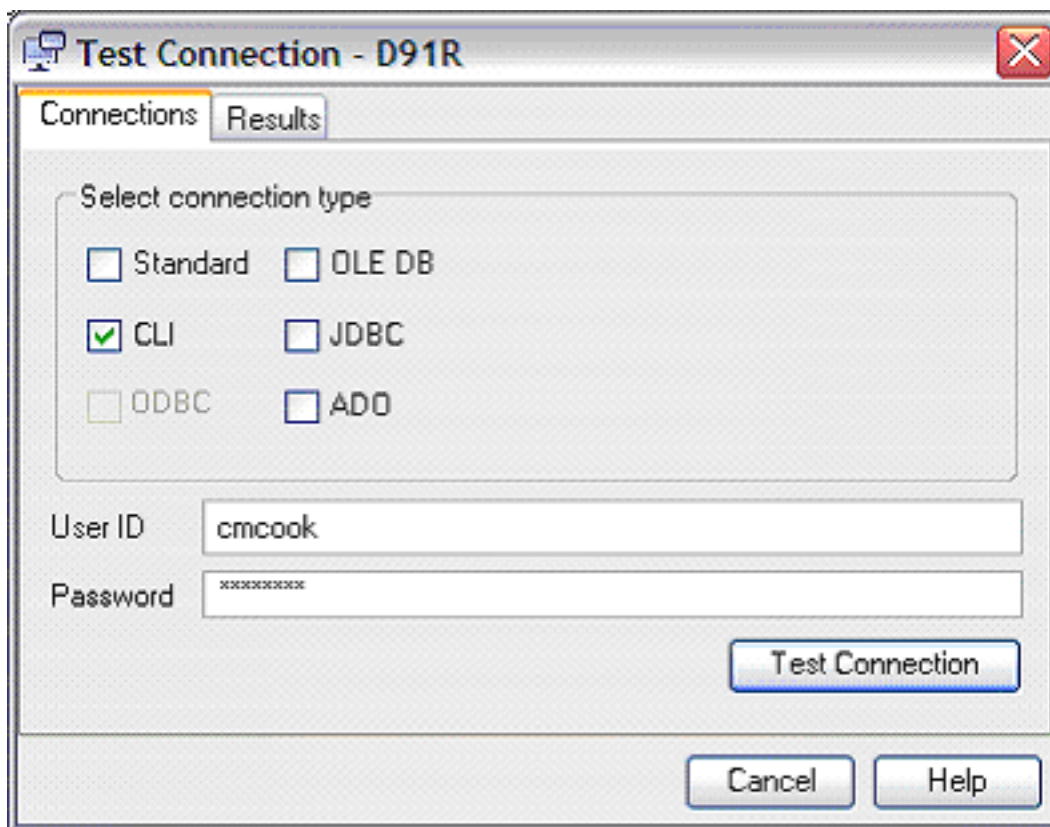 Test Connection - D91R
Connections Results
Select connection type
Standard OLE DB
CLI JDBC
ODBC ADO
User ID cmcook
Password ********
Test Connection
Cancel Help